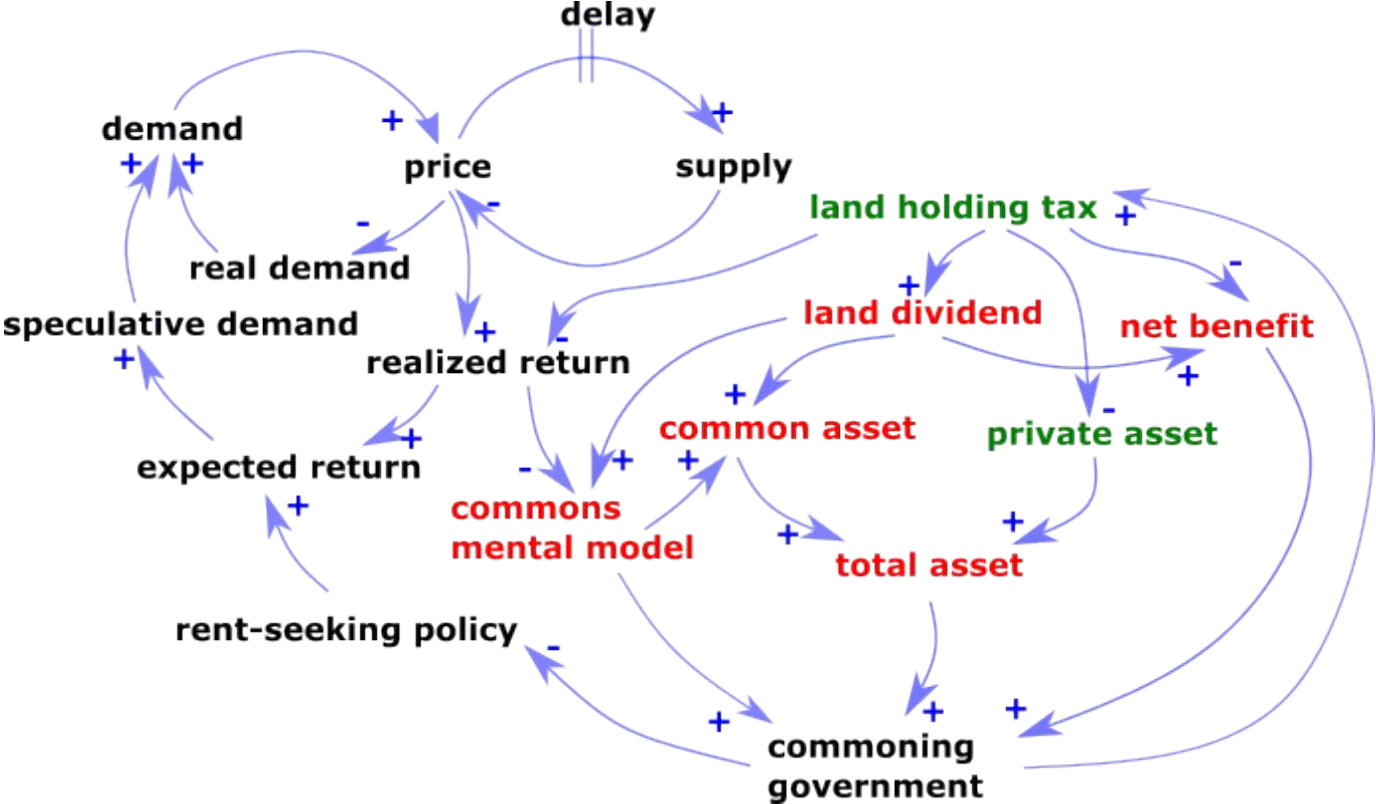 delay
+
+
demand
+ +
price
supply
-
-
land holding tax
+
real demand
-
+
speculative demand
+
land dividend
net benefit
+
-
realized return
+
+
-
common asset
private asset
+
expected return
-
+
+
+
commons
mental model
+
+
total asset
rent-seeking policy
-
+
+
+
commoning
government